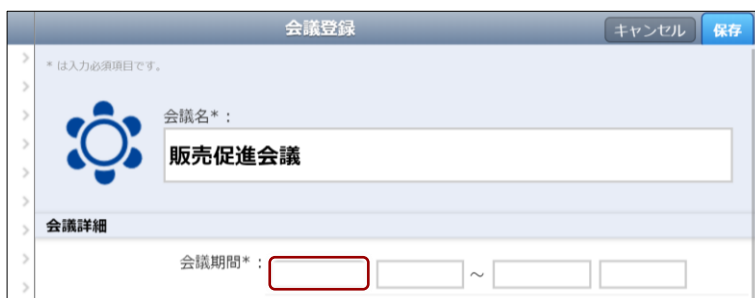 会議登録
キャンセル
保存
* は入力必須項目です。
会議名*：
販売促進会議
会議詳細
会議期間*：
～